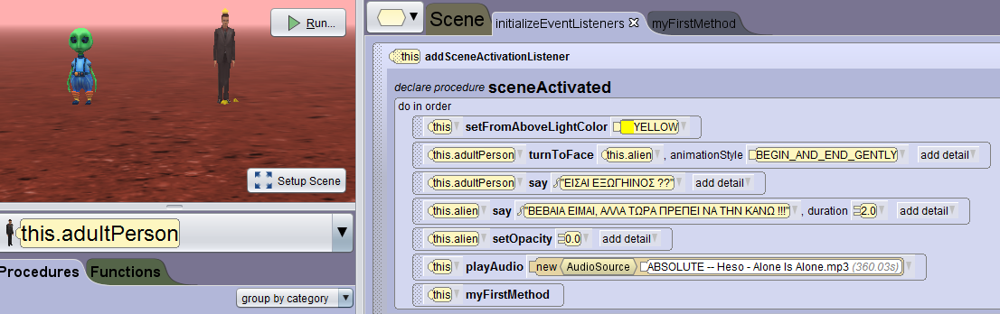 Run...
Setup Scene
this.adultPerson
Procedures Functions
group by category
Scene initializeEventListeners myFirstMethod
this addSceneActivationListener
declare procedure sceneActivated
do in order
this setFromAboveLightColor YELLOW
this.adultPerson turnToFace this.alien , animationStyle BEGIN_AND_END_GENTLY add detail
this.adultPerson say "ΕΙΣΑΙ ΕΞΩΓΗΙΝΟΣ ??" add detail
this.alien say "ΒΕΒΑΙΑ ΕΙΜΑΙ, ΑΛΛΑ ΤΩΡΑ ΠΡΕΠΕΙ ΝΑ ΤΗΝ ΚΑΝΩ !!!" , duration 2.0
this.alien setOpacity 0.0 add detail
this playAudio new AudioSource ABSOLUTE -- Heso - Alone Is Alone.mp3 (360.03s)
this myFirstMethod